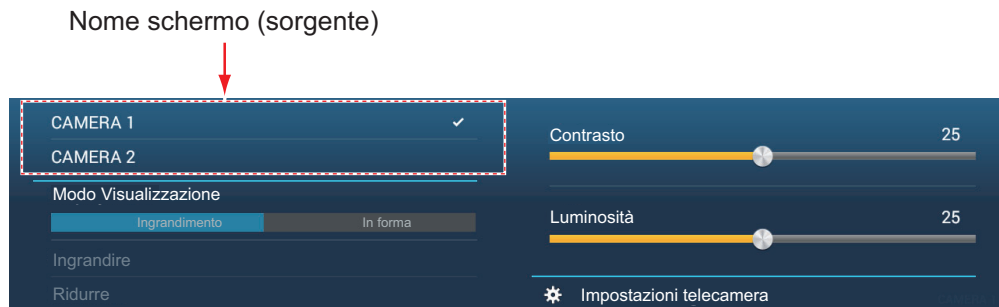 Nome schermo (sorgente)
CAMERA 1
CAMERA 2
Modo Visualizzazione
Ingrandimento In forma
Ingrandire
Ridurre
Contrasto 25
Luminosità 25
Impostazioni telecamera